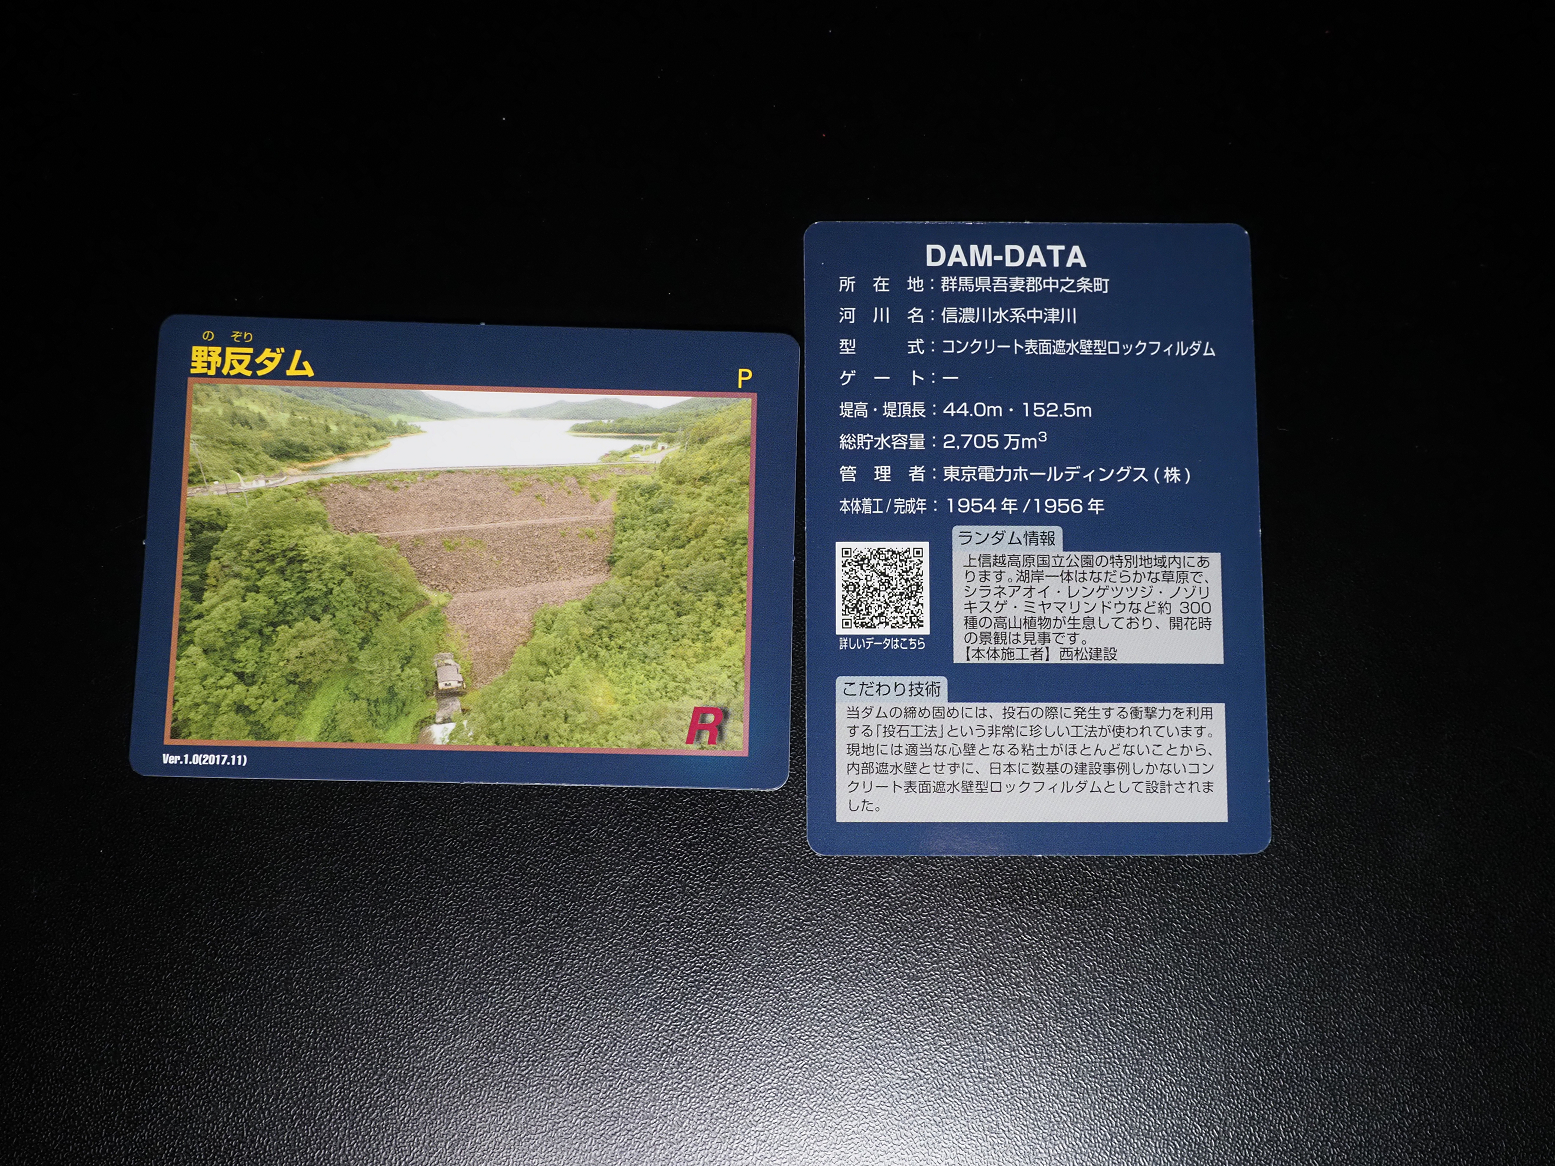 の ぞり
野反ダム
P
R
Ver.1.0(2017.11)
DAM-DATA
所在地：群馬県吾妻郡中之条町
河川名：信濃川水系中津川
型式：コンクリート表面遮水壁型ロックフィルダム
ゲート：―
堤高・堤頂長：44.0m・152.5m
総貯水容量：2,705万m³
管理者：東京電力ホールディングス(株)
本体着工/完成年：1954年/1956年
詳しいデータはこちら
ランダム情報
上信越高原国立公園の特別地域内にあ
ります。湖岸一体はなだらかな草原で、
シラネアオイ・レンゲツツジ・ノゾリ
キスゲ・ミヤマリンドウなど約 300
種の高山植物が生息しており、開花時
の景観は見事です。
【本体施工者】西松建設
こだわり技術
当ダムの締め固めには、投石の際に発生する衝撃力を利用
する「投石工法」という非常に珍しい工法が使われています。
現地には適当な心壁となる粘土がほとんどないことから、
内部遮水壁とせずに、日本に数基の建設事例しかないコン
クリート表面遮水壁型ロックフィルダムとして設計されま
した。